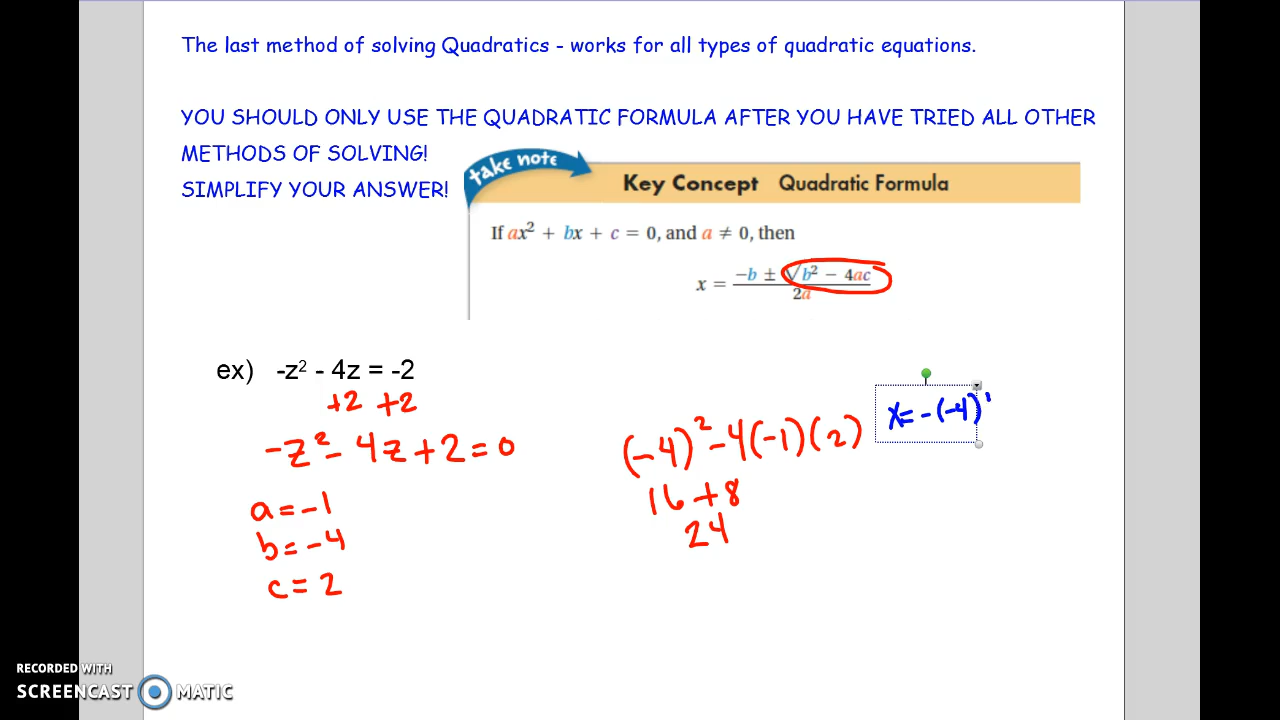 The last method of solving Quadratics - works for all types of quadratic equations.
YOU SHOULD ONLY USE THE QUADRATIC FORMULA AFTER YOU HAVE TRIED ALL OTHER
METHODS OF SOLVING!
SIMPLIFY YOUR ANSWER!
take note
Key Concept Quadratic Formula
If ax² + bx + c = 0, and a ≠ 0, then
x = (-b ± √(b² - 4ac)) / 2a
ex) -z² - 4z = -2
+2 +2
-z² - 4z + 2 = 0
a = -1
b = -4
c = 2
(-4)² - 4(-1)(2)
16 + 8
24
x = -(-4)
RECORDED WITH
SCREENCAST MATIC